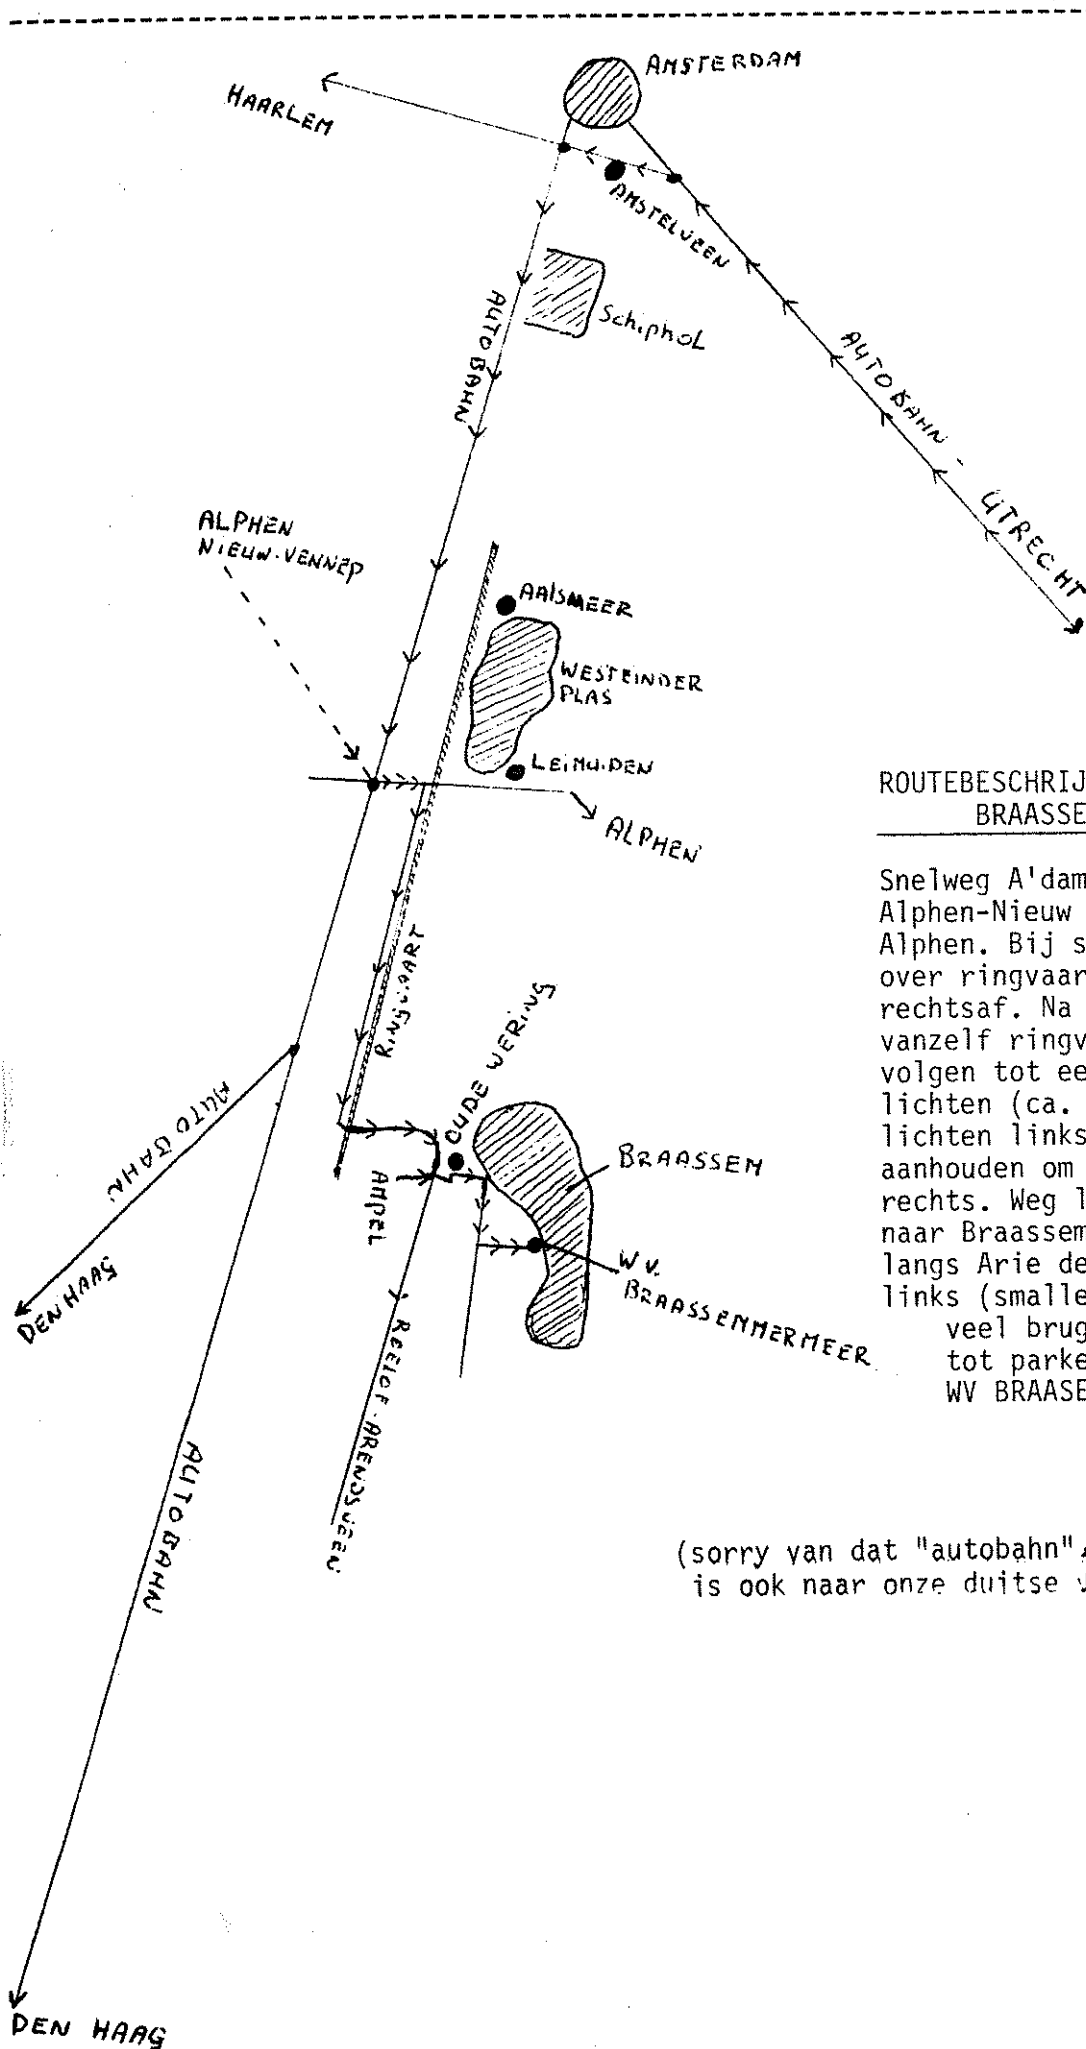 AMSTERDAM
HAARLEM
AMSTELVEEN
Schiphol
AUTOBAHN
AUTOBAHN - UTRECHT
ALPHEN
NIEUW-VENNEP
AALSMEER
WESTEINDER
PLAS
LEIMUIDEN
ALPHEN
ROUTEBESCHRIJ
BRAASSE
Snelweg A'dam
Alphen-Nieuw
Alphen. Bij s
over ringvaar
rechtsaf. Na
vanzelf ringv
volgen tot ee
lichten (ca.
lichten links
aanhouden om
rechts. Weg l
naar Braassem
langs Arie de
links (smalle
veel brug
tot parke
WV BRAASE
RINGVAART
OUDE WERING
AUTOBAHN
DEN HAAG
AMPEL
BRAASSEM
W.V.
BRAASSEMMERMEER
ROELOF-ARENDSVEEN
AUTOBAHN
(sorry van dat "autobahn",
is ook naar onze duitse v
DEN HAAG